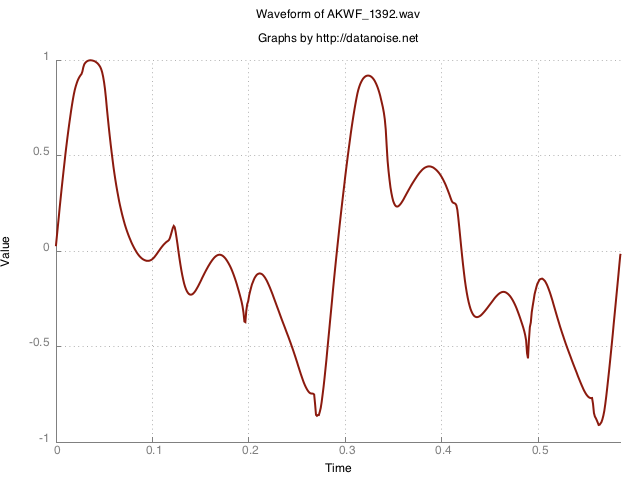 Waveform of AKWF_1392.wav
Graphs by http://datanoise.net
1
0.5
0
-0.5
-1
Value
0 0.1 0.2 0.3 0.4 0.5
Time